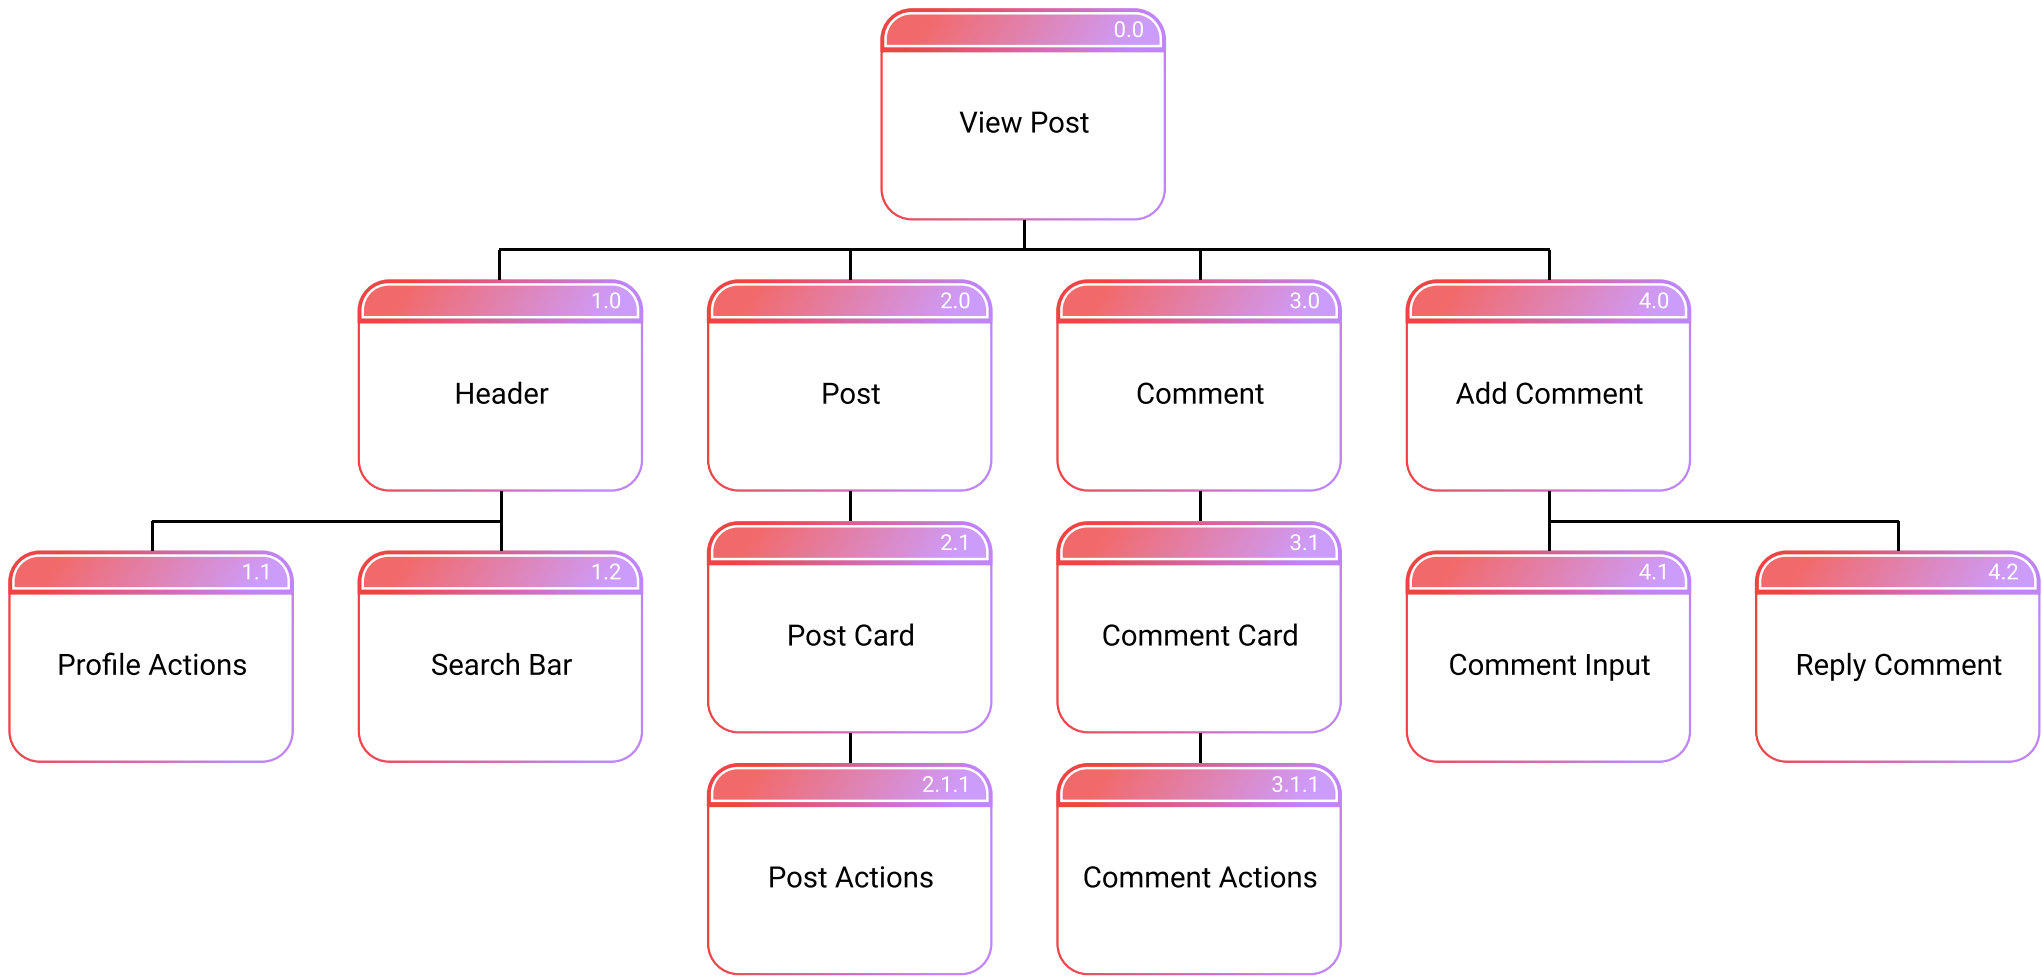 0.0
View Post
1.0
Header
2.0
Post
3.0
Comment
4.0
Add Comment
1.1
Profile Actions
1.2
Search Bar
2.1
Post Card
3.1
Comment Card
4.1
Comment Input
4.2
Reply Comment
2.1.1
Post Actions
3.1.1
Comment Actions